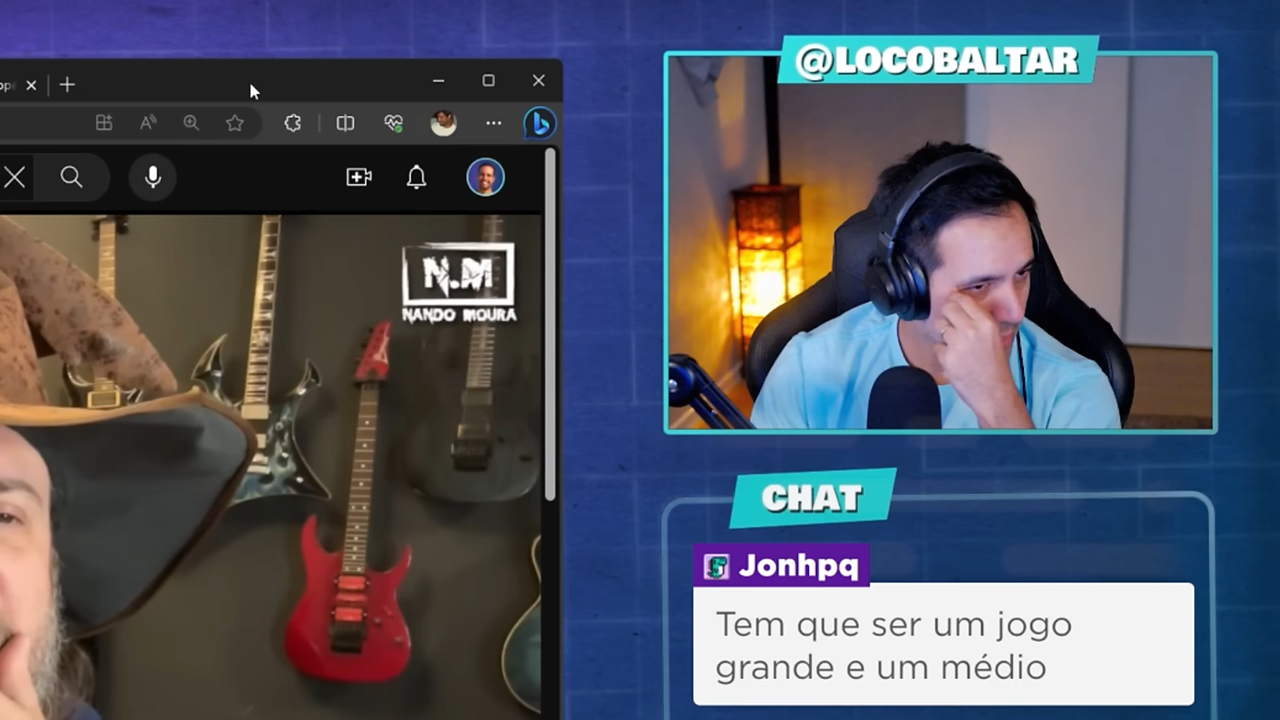 @LOCOBALTAR
N.M
NANDO MOURA
CHAT
Jonhpq
Tem que ser um jogo
grande e um médio